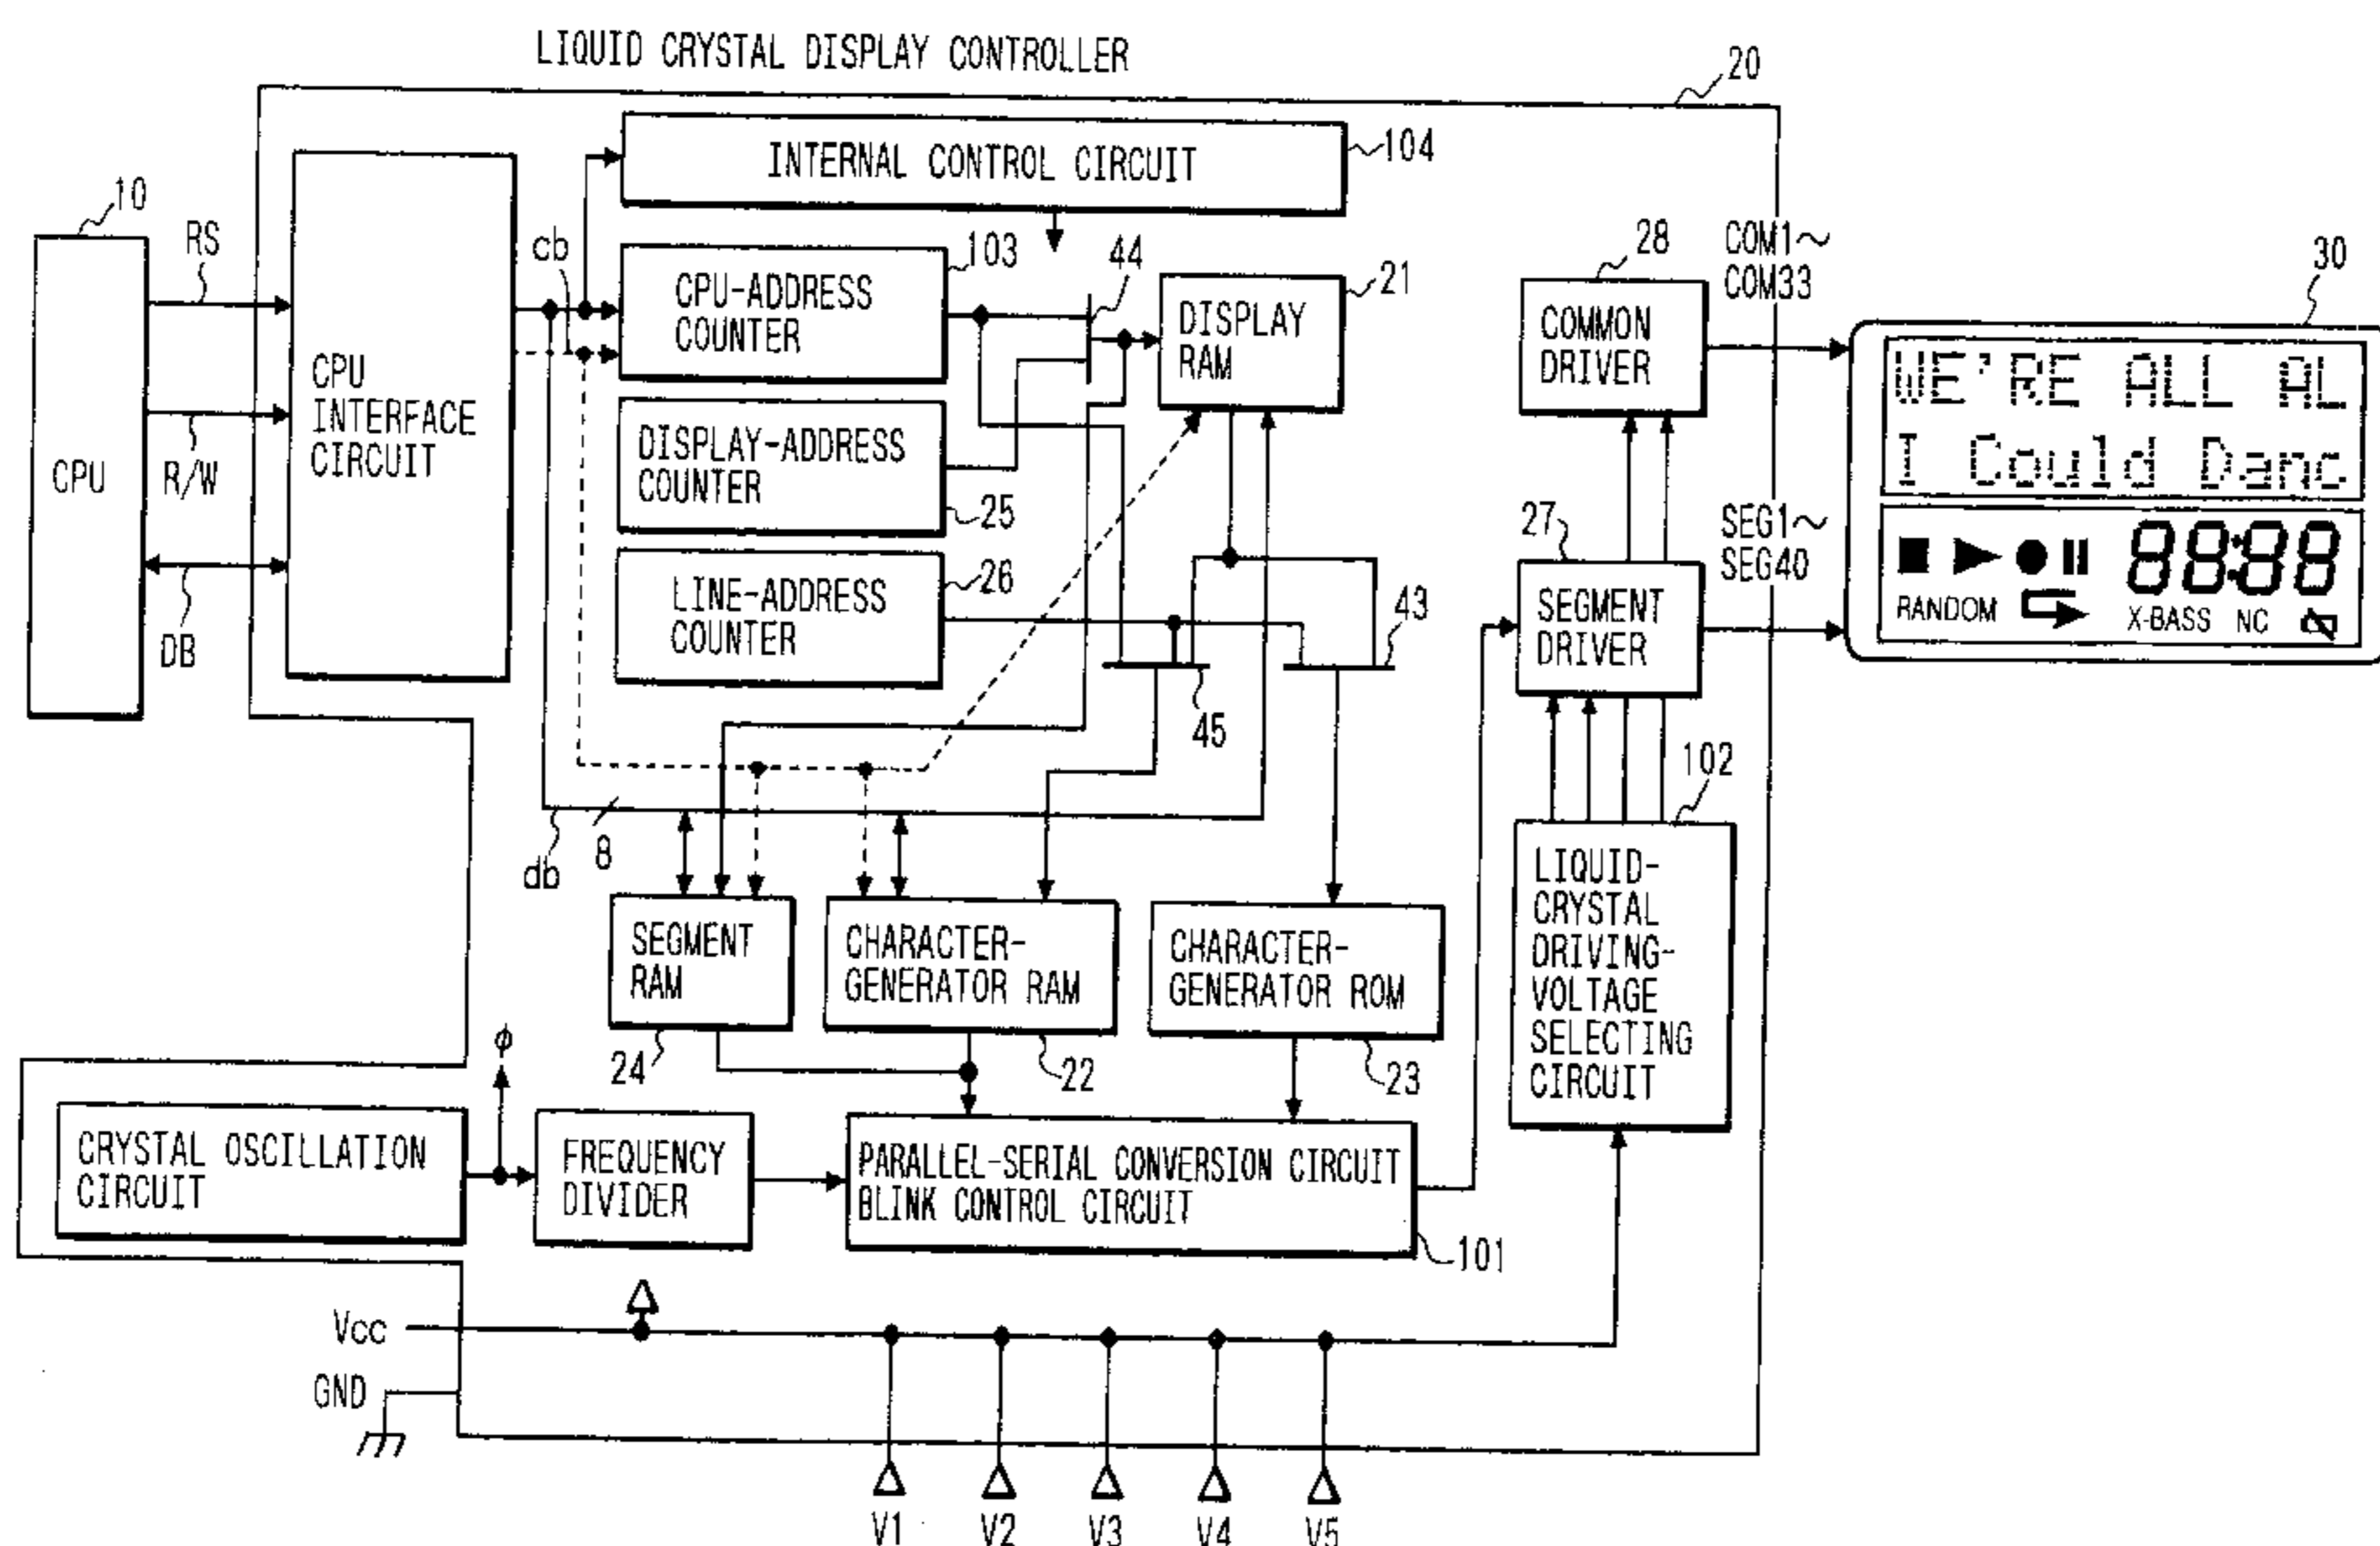 LIQUID CRYSTAL DISPLAY CONTROLLER
20
INTERNAL CONTROL CIRCUIT
104
10
RS
cb
CPU-ADDRESS
COUNTER
103
44
DISPLAY
RAM
21
28
COM1~
COM33
30
COMMON
DRIVER
WE'RE ALL AL
I Could Danc
CPU
INTERFACE
CIRCUIT
CPU
R/W
DISPLAY-ADDRESS
COUNTER
25
27
SEG1~
SEG40
88:88
DB
LINE-ADDRESS
COUNTER
26
43
SEGMENT
DRIVER
RANDOM
X-BASS NC
45
102
db
8
SEGMENT
RAM
CHARACTER-
GENERATOR RAM
CHARACTER-
GENERATOR ROM
LIQUID-
CRYSTAL
DRIVING-
VOLTAGE
SELECTING
CIRCUIT
ϕ
24
22
23
CRYSTAL OSCILLATION
CIRCUIT
FREQUENCY
DIVIDER
PARALLEL-SERIAL CONVERSION CIRCUIT
BLINK CONTROL CIRCUIT
101
Vcc
GND
V1 V2 V3 V4 V5